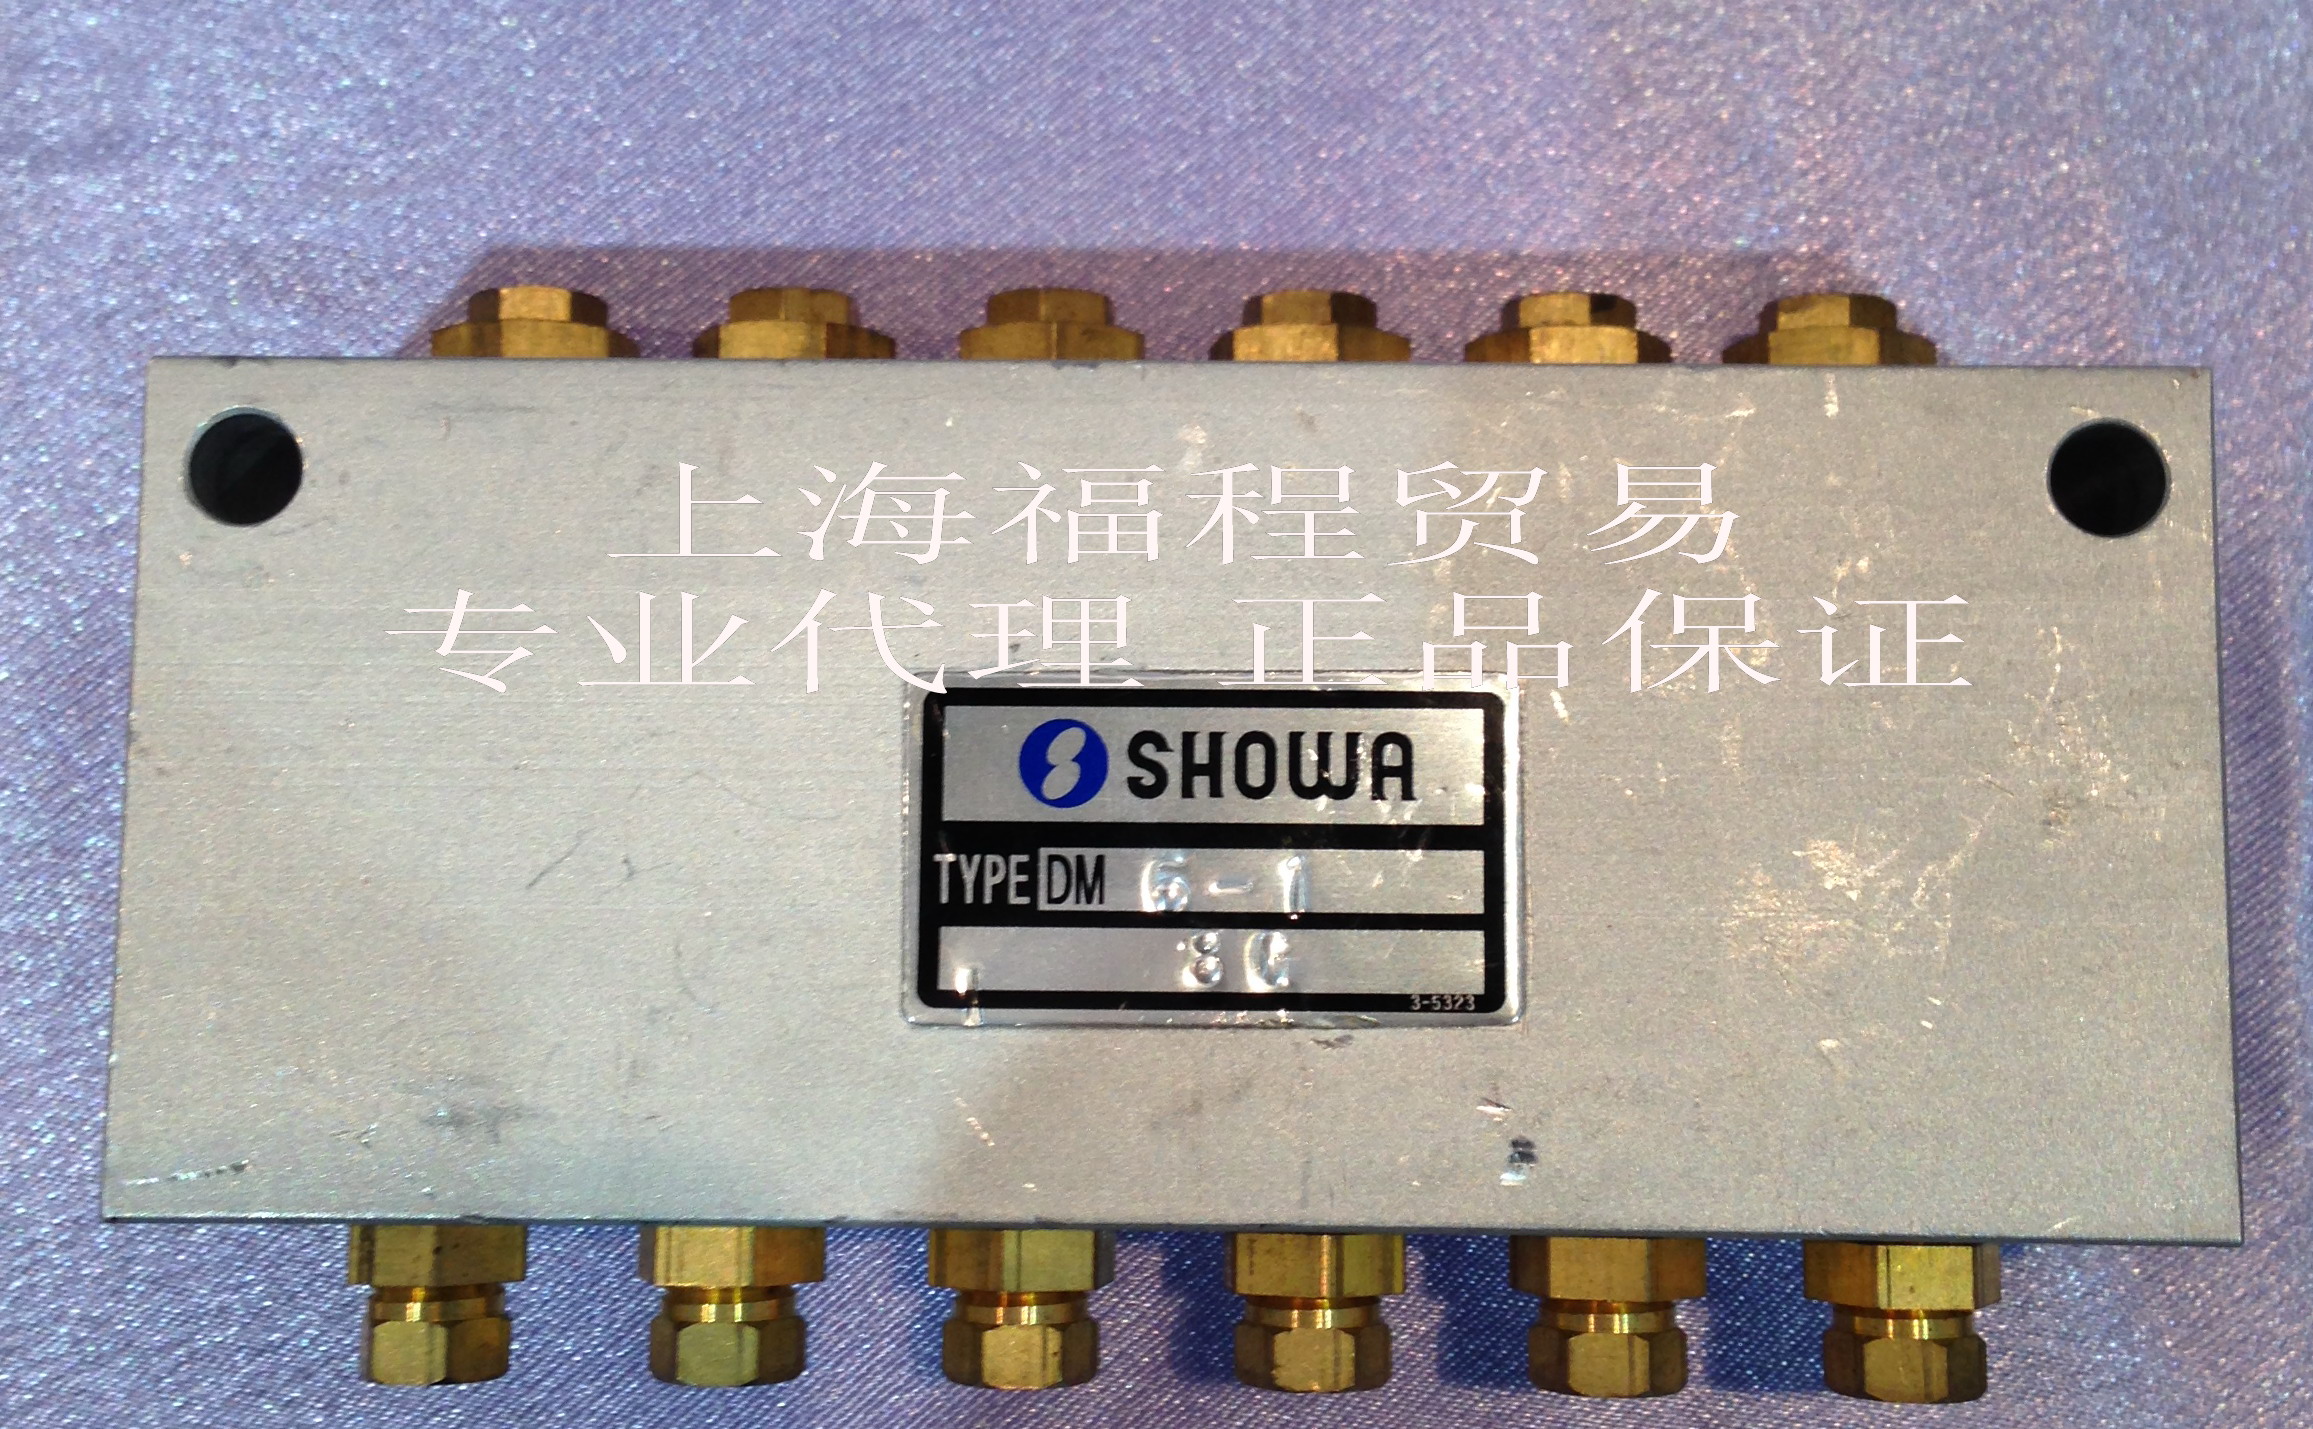 上海福程贸易
专业代理 正品保证
SHOWA
TYPE DM 6-1
8G
3-5323